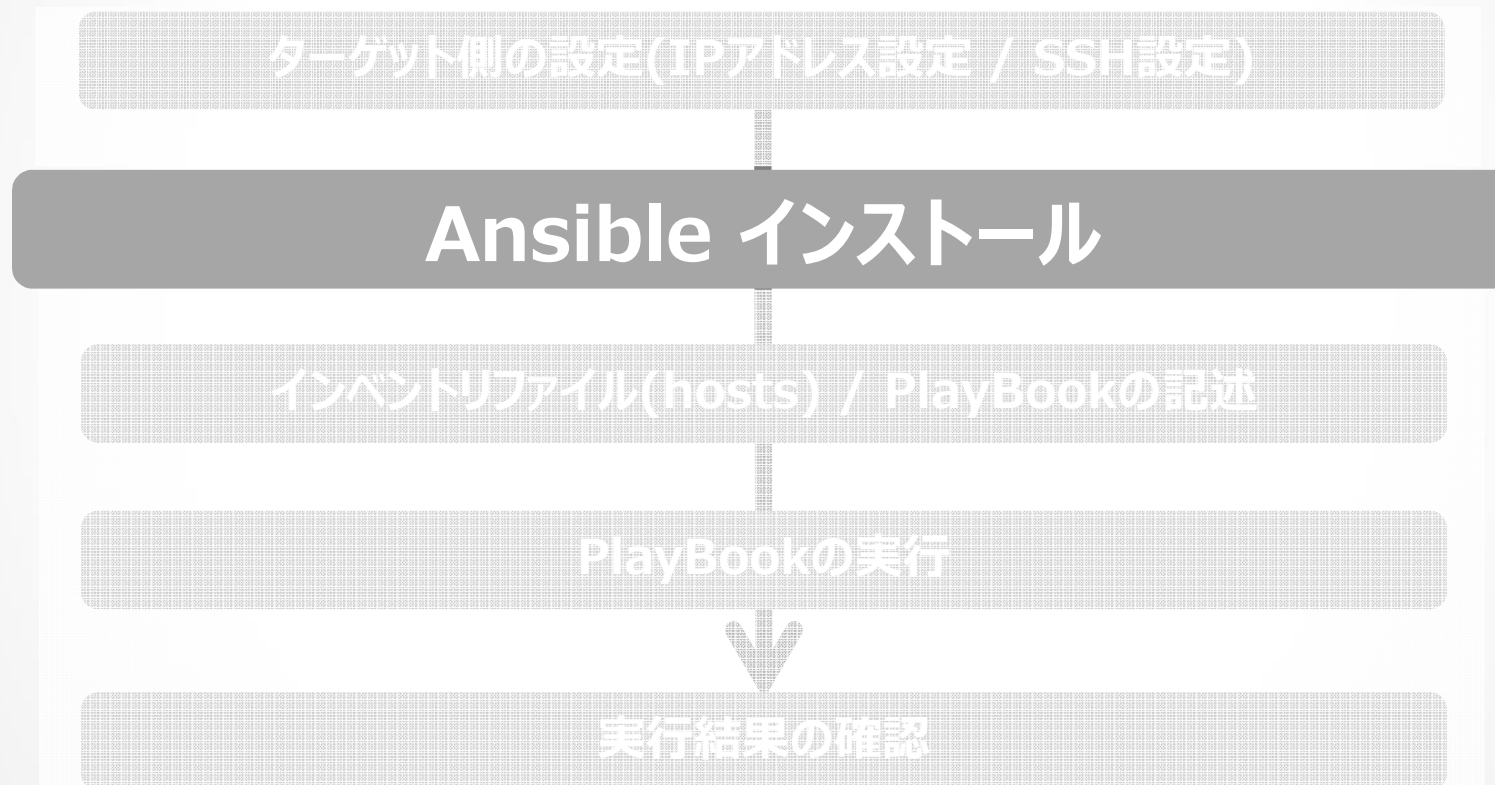 ターゲット側の設定(IPアドレス設定 / SSH設定)
Ansible インストール
インベントリファイル(hosts) / PlayBookの記述
PlayBookの実行
実行結果の確認